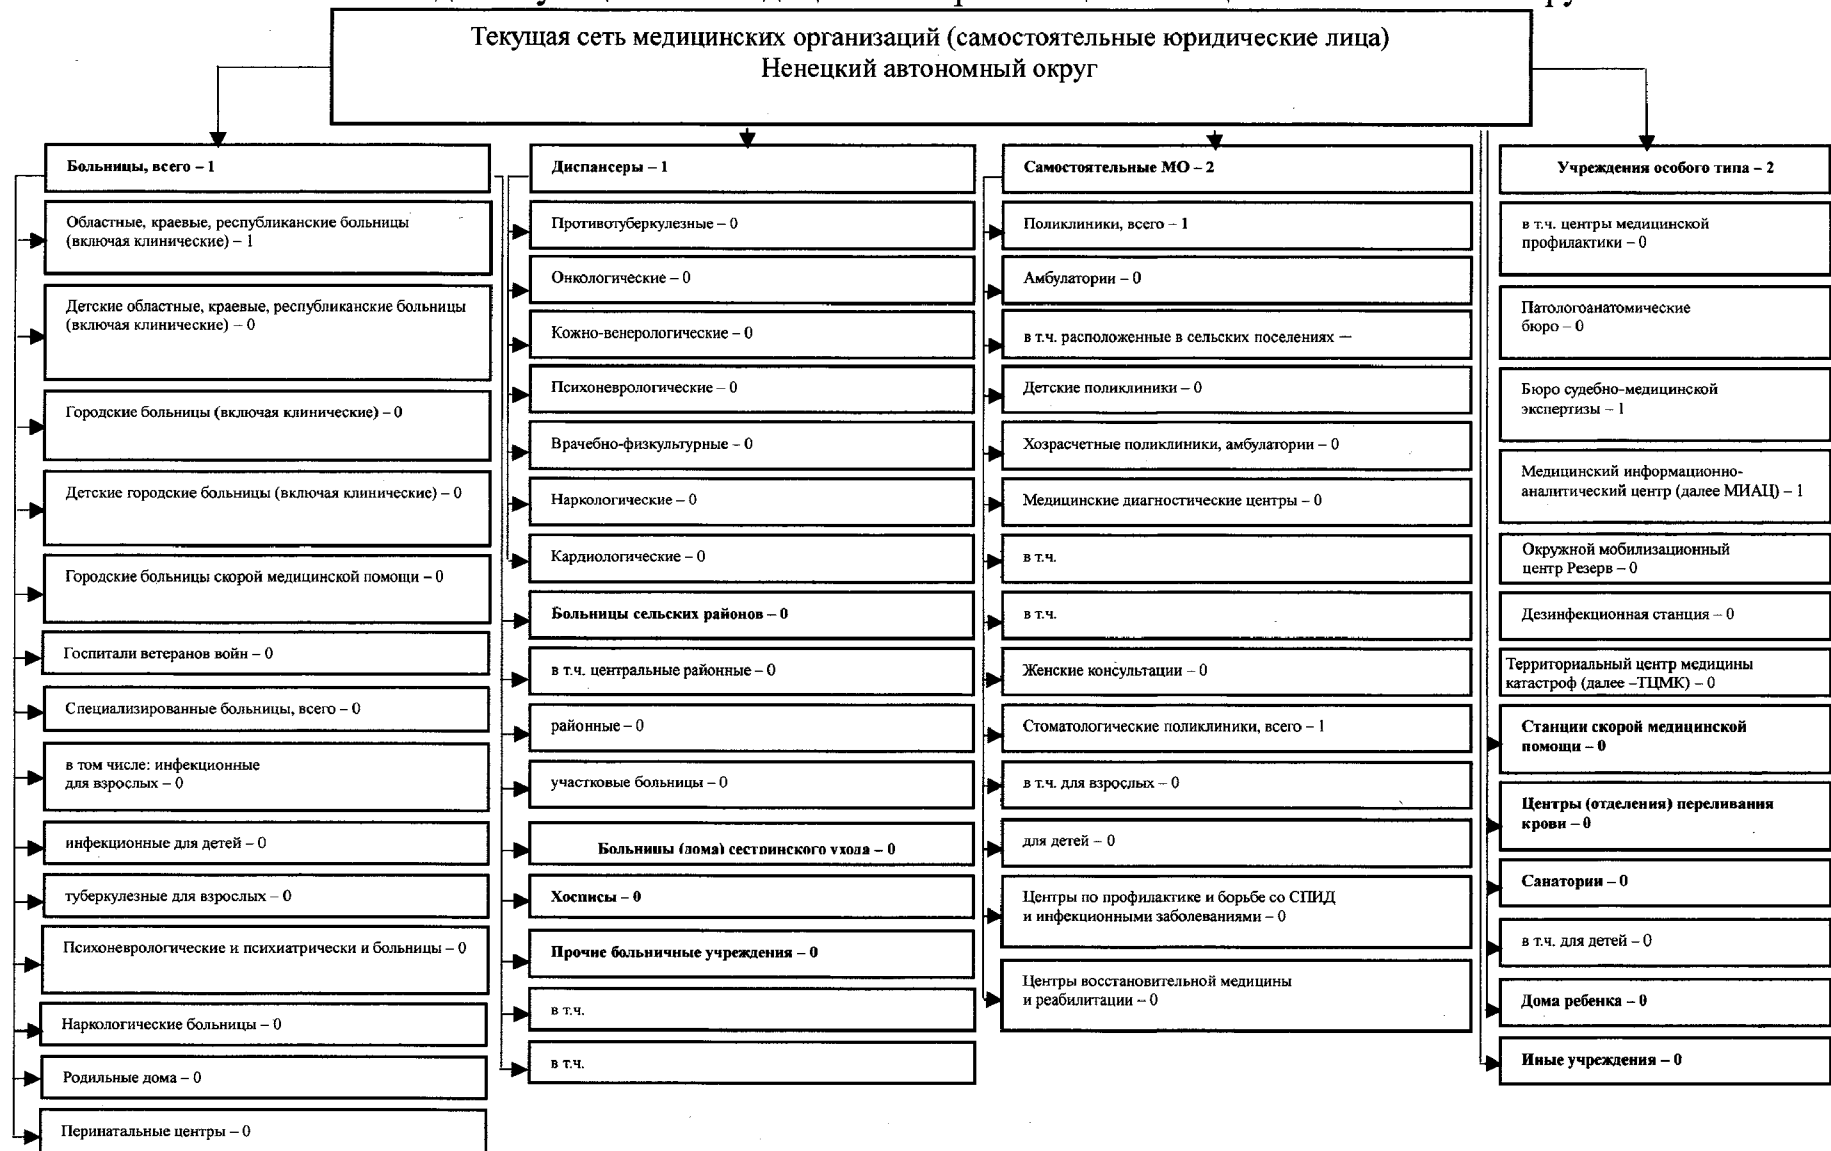 Текущая сеть медицинских организаций (самостоятельные юридические лица)
Ненецкий автономный округ
Больницы, всего – 1
Областные, краевые, республиканские больницы
(включая клинические) – 1
Детские областные, краевые, республиканские больницы
(включая клинические) – 0
Городские больницы (включая клинические) – 0
Детские городские больницы (включая клинические) – 0
Городские больницы скорой медицинской помощи – 0
Госпитали ветеранов войн – 0
Специализированные больницы, всего – 0
в том числе: инфекционные
для взрослых – 0
инфекционные для детей – 0
туберкулезные для взрослых – 0
Психоневрологические и психиатрически и больницы – 0
Наркологические больницы – 0
Родильные дома – 0
Перинатальные центры – 0
Диспансеры – 1
Противотуберкулезные – 0
Онкологические – 0
Кожно-венерологические – 0
Психоневрологические – 0
Врачебно-физкультурные – 0
Наркологические – 0
Кардиологические – 0
Больницы сельских районов – 0
в т.ч. центральные районные – 0
районные – 0
участковые больницы – 0
Больницы (дома) сестринского ухода – 0
Хосписы – 0
Прочие больничные учреждения – 0
в т.ч.
в т.ч.
Самостоятельные МО – 2
Поликлиники, всего – 1
Амбулатории – 0
в т.ч. расположенные в сельских поселениях —
Детские поликлиники – 0
Хозрасчетные поликлиники, амбулатории – 0
Медицинские диагностические центры – 0
в т.ч.
в т.ч.
Женские консультации – 0
Стоматологические поликлиники, всего – 1
в т.ч. для взрослых – 0
для детей – 0
Центры по профилактике и борьбе со СПИД
и инфекционными заболеваниями – 0
Центры восстановительной медицины
и реабилитации – 0
Учреждения особого типа – 2
в т.ч. центры медицинской
профилактики – 0
Патологоанатомические
бюро – 0
Бюро судебно-медицинской
экспертизы – 1
Медицинский информационно-
аналитический центр (далее МИАЦ) – 1
Окружной мобилизационный
центр Резерв – 0
Дезинфекционная станция – 0
Территориальный центр медицины
катастроф (далее –ТЦМК) – 0
Станции скорой медицинской
помощи – 0
Центры (отделения) переливания
крови – 0
Санатории – 0
в т.ч. для детей – 0
Дома ребенка – 0
Иные учреждения – 0